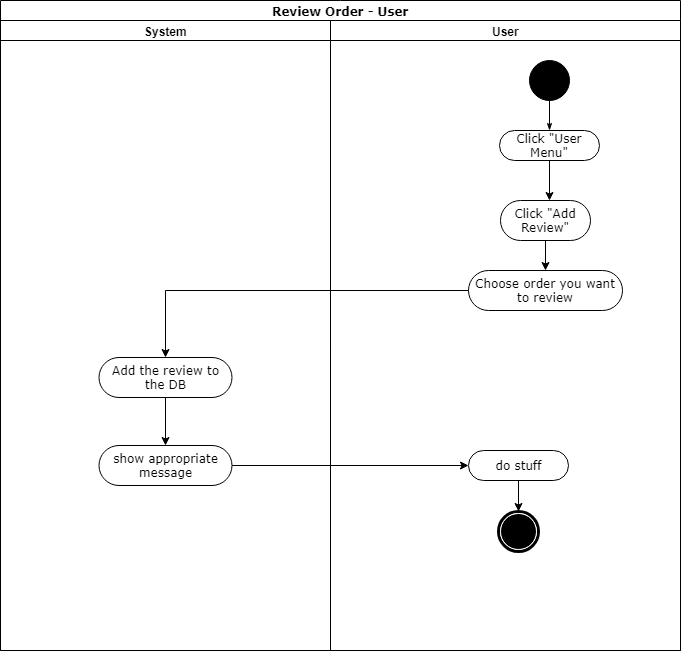 Review Order - User
System
User
Click "User
Menu"
Click "Add
Review"
Choose order you want
to review
Add the review to
the DB
show appropriate
message
do stuff